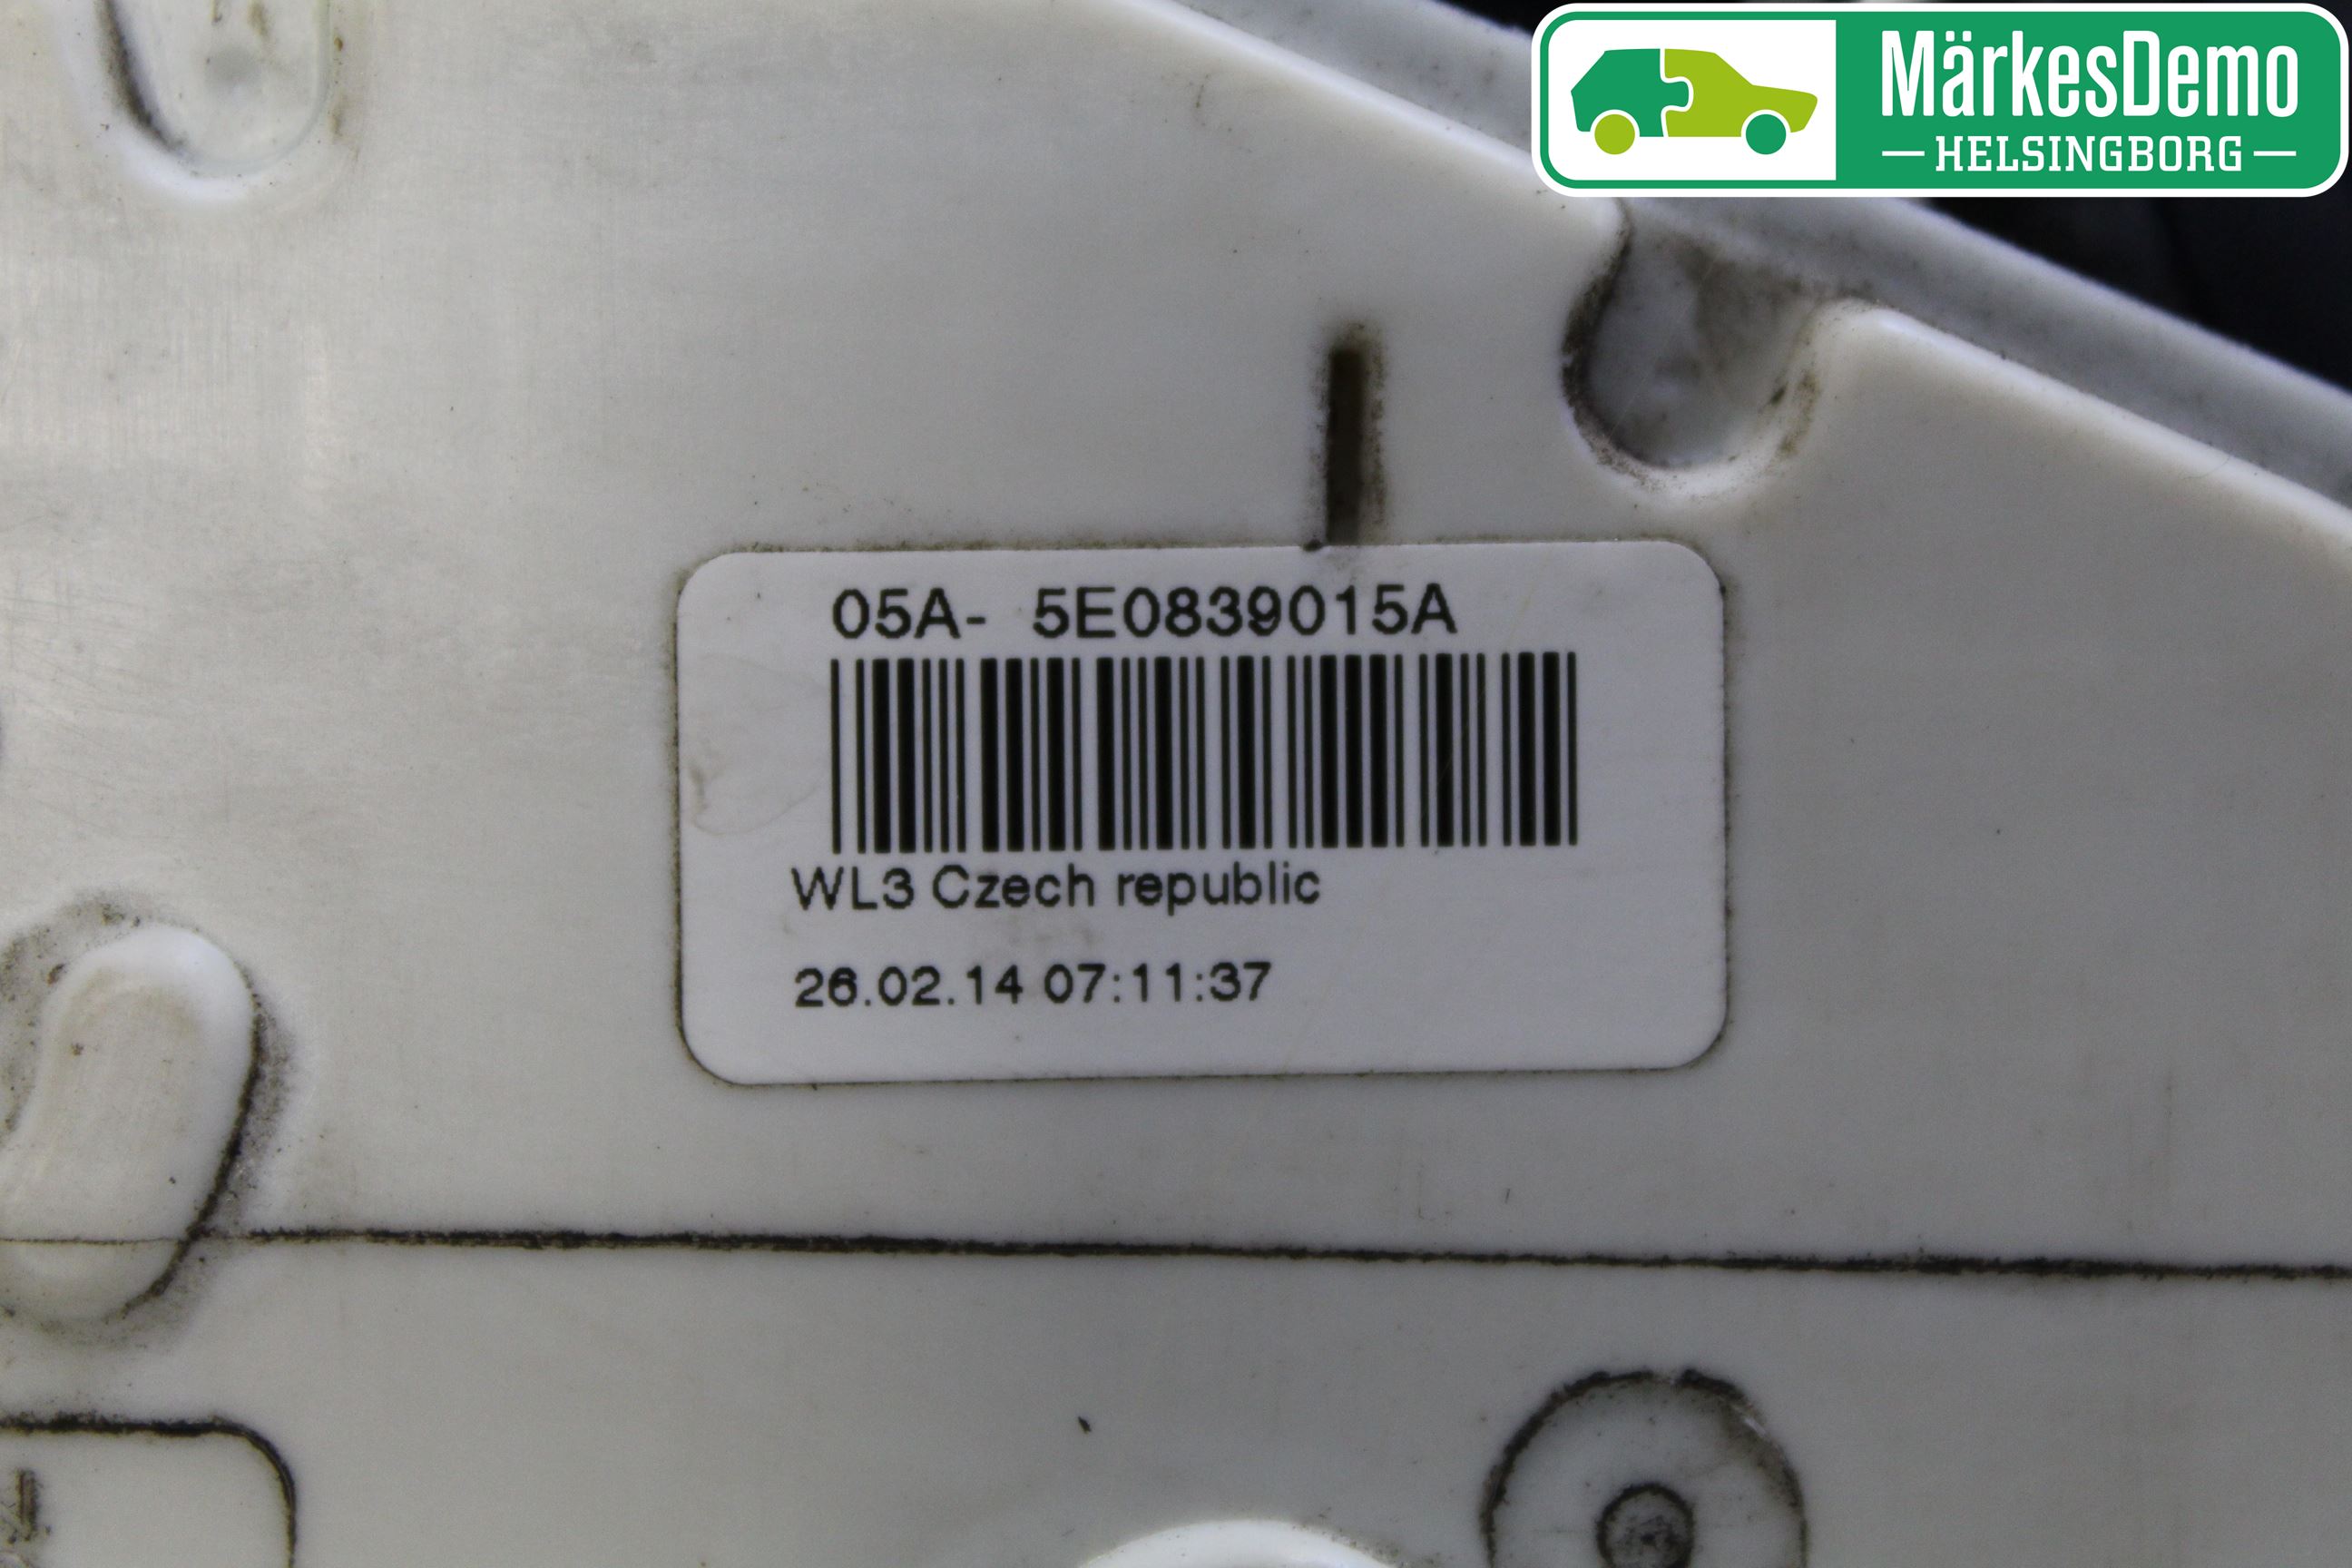 MärkesDemo
HELSINGBORG
05A- 5E0839015A
WL3 Czech republic
26.02.14 07:11:37